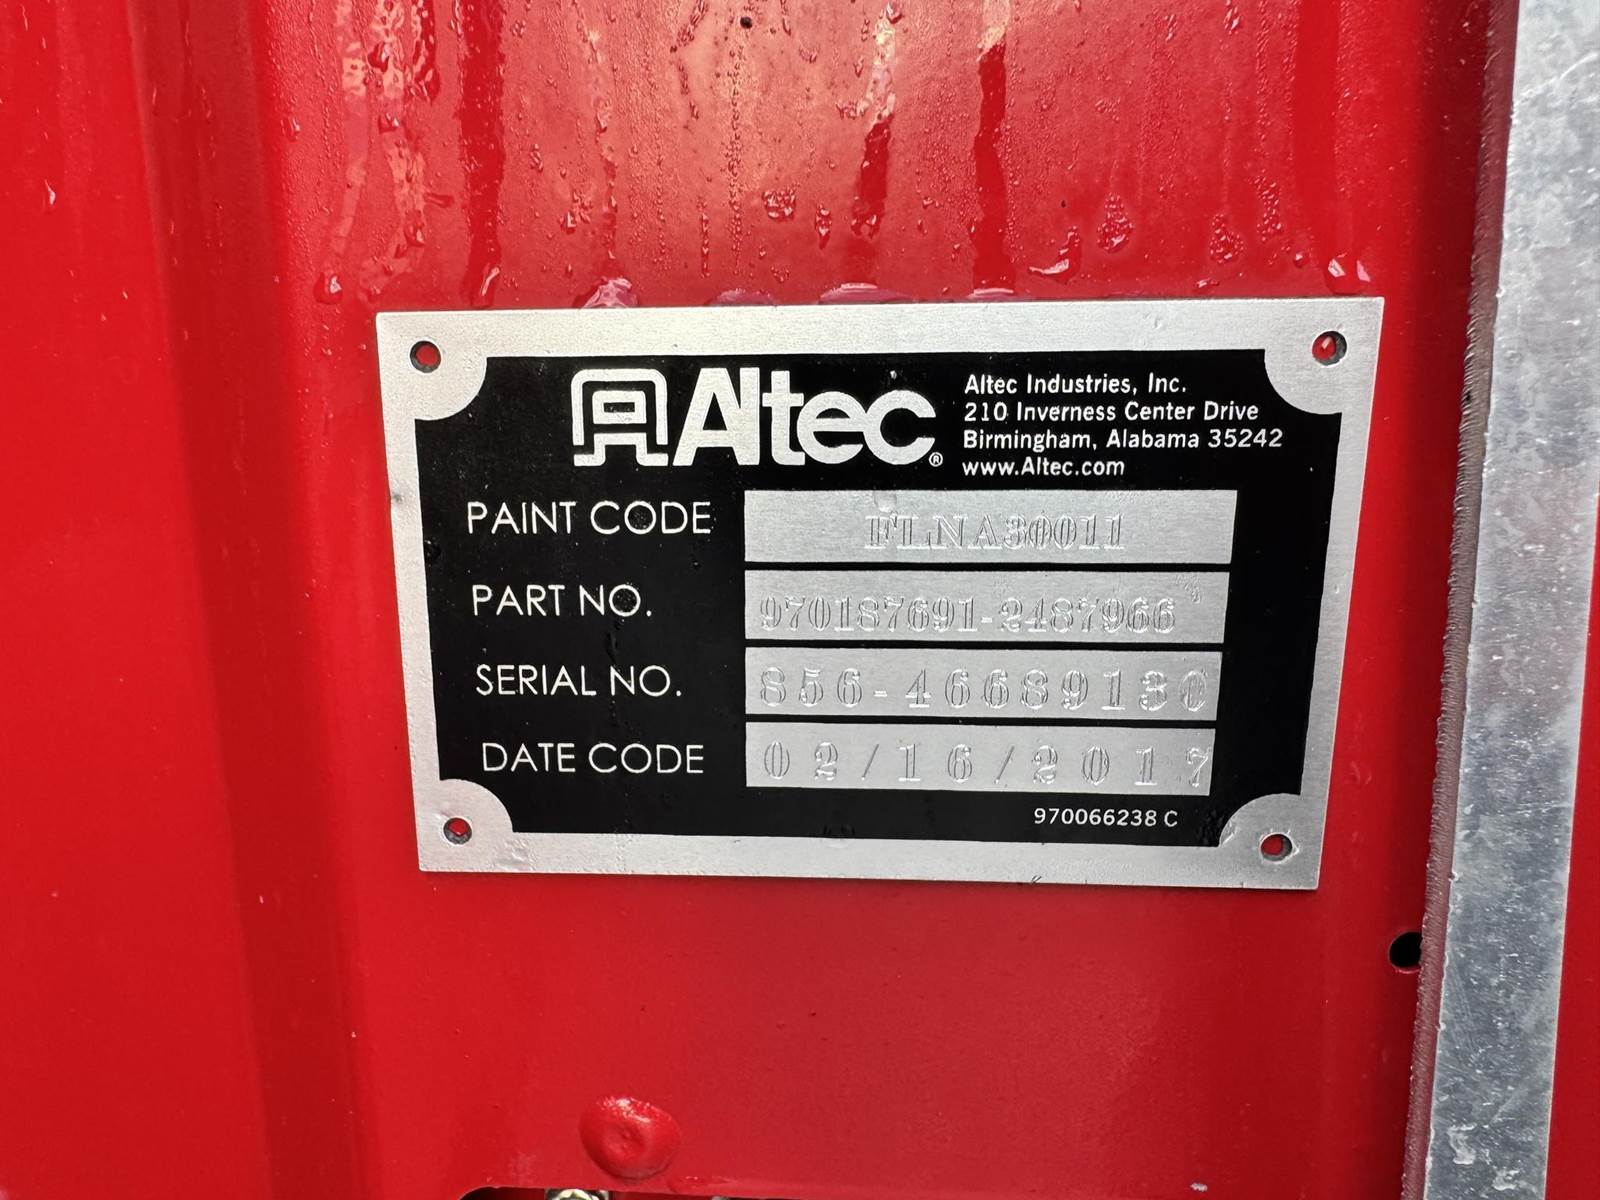 Altec®
Altec Industries, Inc.
210 Inverness Center Drive
Birmingham, Alabama 35242
www.Altec.com
PAINT CODE FLNA30011
PART NO. 970187691-2487966
SERIAL NO. 856-46689130
DATE CODE 02/16/2017
970066238 C